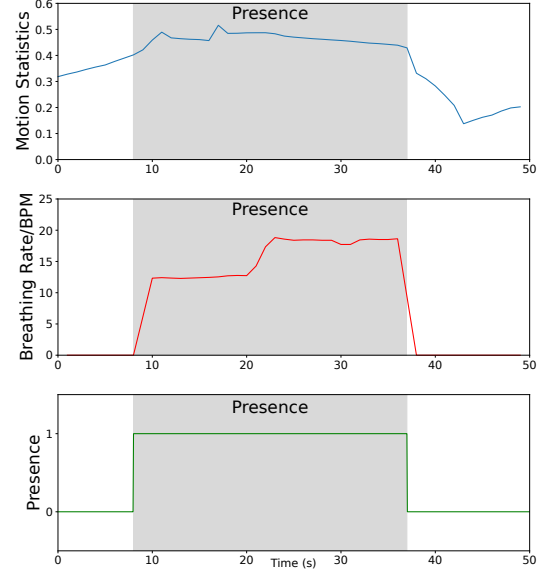 Presence
Motion Statistics
0.6
0.5
0.4
0.3
0.2
0.1
0.0
0 10 20 30 40 50
Presence
Breathing Rate/BPM
25
20
15
10
5
0
0 10 20 30 40 50
Presence
Presence
1
0
0 10 20 30 40 50
Time (s)